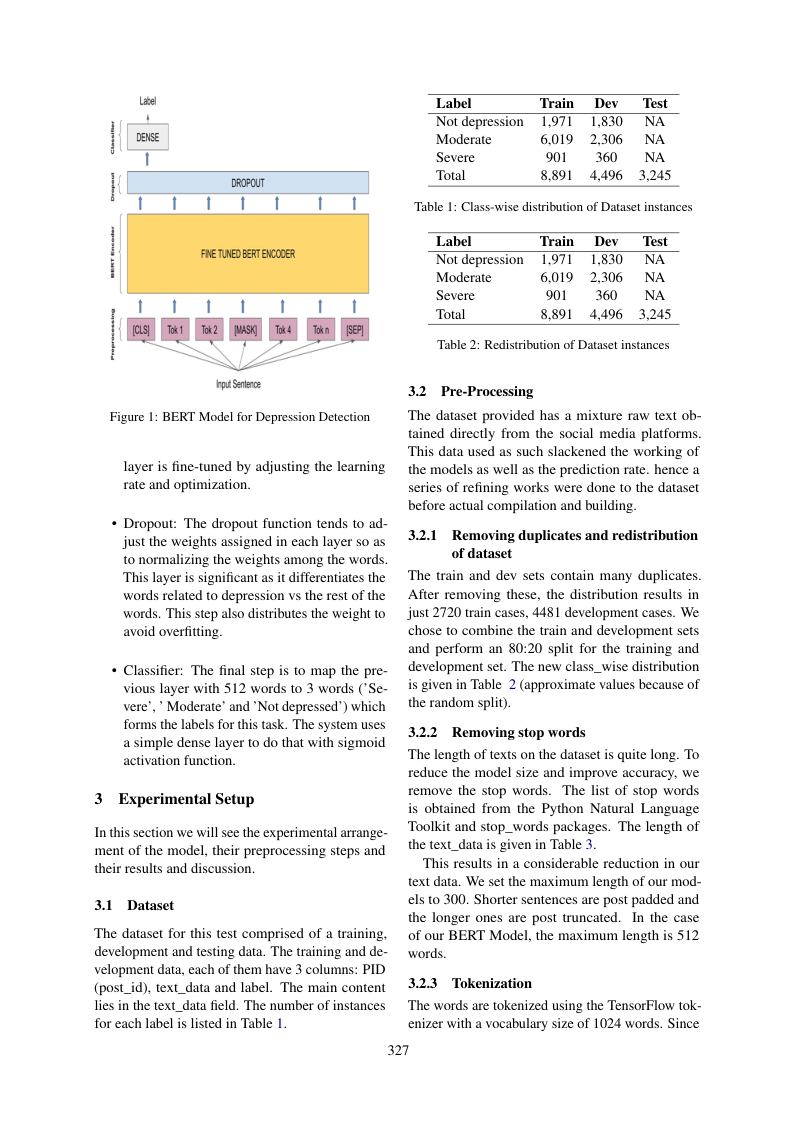 Label
DENSE
Classifier
DROPOUT
Dropout
FINE TUNED BERT ENCODER
BERT Encoder
[CLS] Tok 1 Tok 2 [MASK] Tok 4 Tok n [SEP]
Preprocessing
Input Sentence
Figure 1: BERT Model for Depression Detection
layer is fine-tuned by adjusting the learning
rate and optimization.
• Dropout: The dropout function tends to ad-
just the weights assigned in each layer so as
to normalizing the weights among the words.
This layer is significant as it differentiates the
words related to depression vs the rest of the
words. This step also distributes the weight to
avoid overfitting.
• Classifier: The final step is to map the pre-
vious layer with 512 words to 3 words ('Se-
vere', ' Moderate' and 'Not depressed') which
forms the labels for this task. The system uses
a simple dense layer to do that with sigmoid
activation function.
3 Experimental Setup
In this section we will see the experimental arrange-
ment of the model, their preprocessing steps and
their results and discussion.
3.1 Dataset
The dataset for this test comprised of a training,
development and testing data. The training and de-
velopment data, each of them have 3 columns: PID
(post_id), text_data and label. The main content
lies in the text_data field. The number of instances
for each label is listed in Table 1.
Label Train Dev Test
Not depression 1,971 1,830 NA
Moderate 6,019 2,306 NA
Severe 901 360 NA
Total 8,891 4,496 3,245
Table 1: Class-wise distribution of Dataset instances
Label Train Dev Test
Not depression 1,971 1,830 NA
Moderate 6,019 2,306 NA
Severe 901 360 NA
Total 8,891 4,496 3,245
Table 2: Redistribution of Dataset instances
3.2 Pre-Processing
The dataset provided has a mixture raw text ob-
tained directly from the social media platforms.
This data used as such slackened the working of
the models as well as the prediction rate. hence a
series of refining works were done to the dataset
before actual compilation and building.
3.2.1 Removing duplicates and redistribution
of dataset
The train and dev sets contain many duplicates.
After removing these, the distribution results in
just 2720 train cases, 4481 development cases. We
chose to combine the train and development sets
and perform an 80:20 split for the training and
development set. The new class_wise distribution
is given in Table 2 (approximate values because of
the random split).
3.2.2 Removing stop words
The length of texts on the dataset is quite long. To
reduce the model size and improve accuracy, we
remove the stop words. The list of stop words
is obtained from the Python Natural Language
Toolkit and stop_words packages. The length of
the text_data is given in Table 3.
This results in a considerable reduction in our
text data. We set the maximum length of our mod-
els to 300. Shorter sentences are post padded and
the longer ones are post truncated. In the case
of our BERT Model, the maximum length is 512
words.
3.2.3 Tokenization
The words are tokenized using the TensorFlow tok-
enizer with a vocabulary size of 1024 words. Since
327